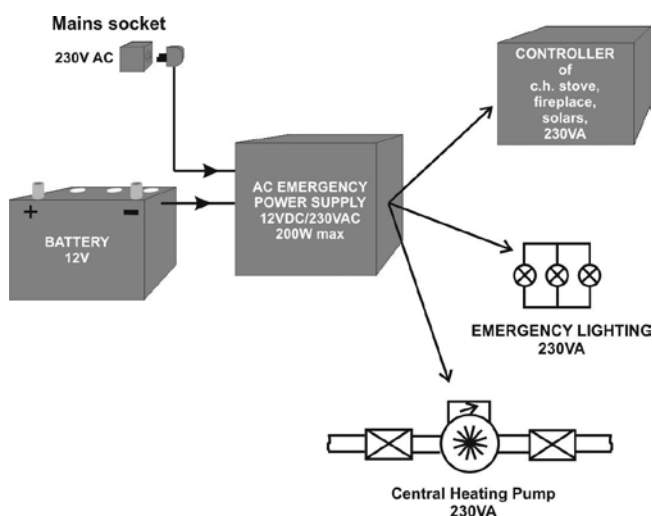 Mains socket
230V AC
CONTROLLER
of
c.h. stove,
fireplace,
solars,
230VA
AC EMERGENCY
POWER SUPPLY
12VDC/230VAC
200W max
+ -
BATTERY
12V
EMERGENCY LIGHTING
230VA
Central Heating Pump
230VA